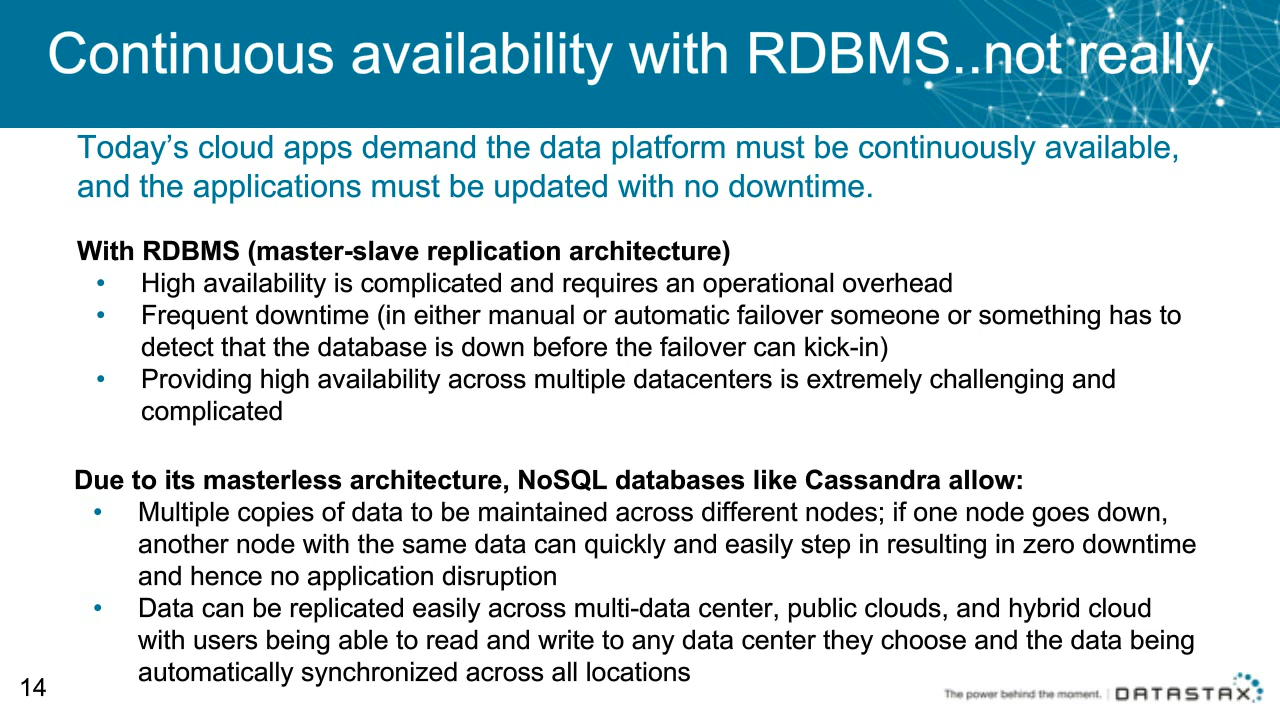 Continuous availability with RDBMS..not really
Today’s cloud apps demand the data platform must be continuously available,
and the applications must be updated with no downtime.
With RDBMS (master-slave replication architecture)
• High availability is complicated and requires an operational overhead
• Frequent downtime (in either manual or automatic failover someone or something has to
detect that the database is down before the failover can kick-in)
• Providing high availability across multiple datacenters is extremely challenging and
complicated
Due to its masterless architecture, NoSQL databases like Cassandra allow:
• Multiple copies of data to be maintained across different nodes; if one node goes down,
another node with the same data can quickly and easily step in resulting in zero downtime
and hence no application disruption
• Data can be replicated easily across multi-data center, public clouds, and hybrid cloud
with users being able to read and write to any data center they choose and the data being
automatically synchronized across all locations
14
The power behind the moment. | DATASTAX